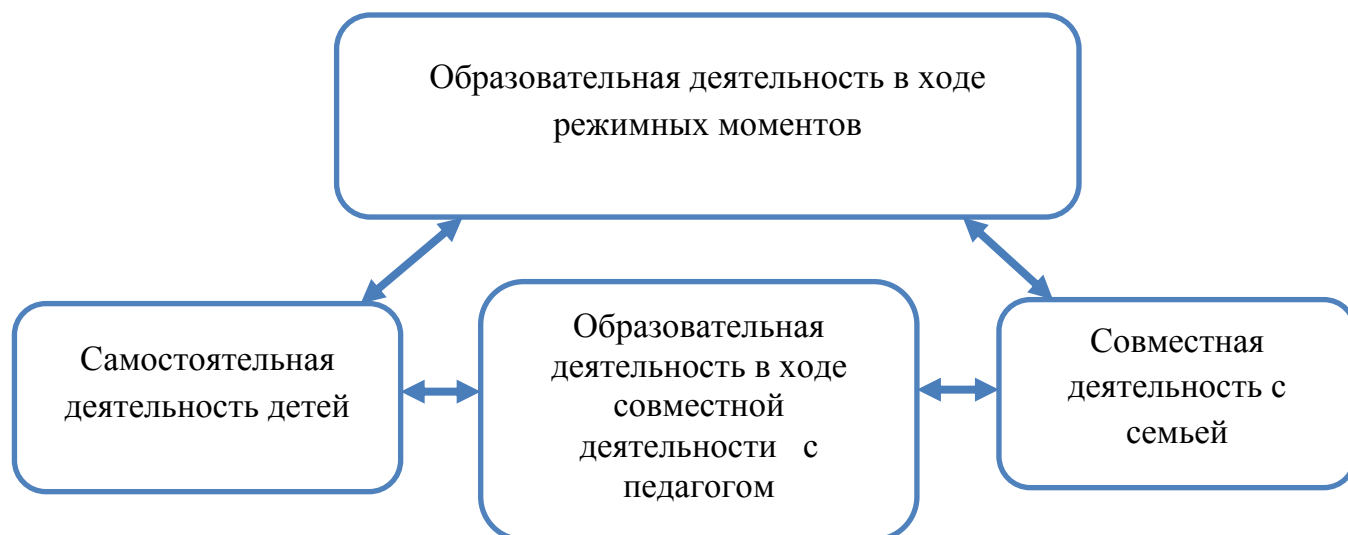 Образовательная деятельность в ходе
режимных моментов
Самостоятельная
деятельность детей
Образовательная
деятельность в ходе
совместной
деятельности с
педагогом
Совместная
деятельность с
семьей